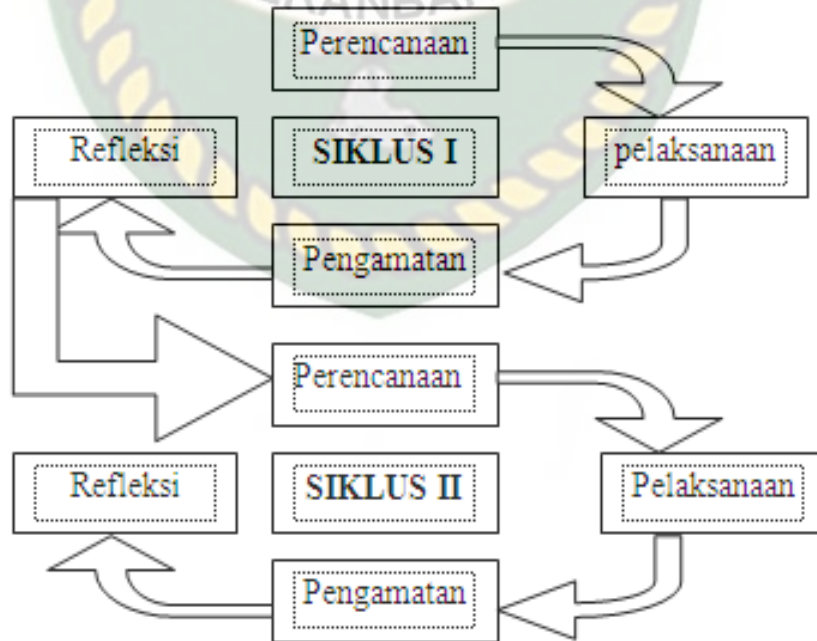 Perencanaan
Refleksi
SIKLUS I
pelaksanaan
Pengamatan
Perencanaan
Refleksi
SIKLUS II
Pelaksanaan
Pengamatan